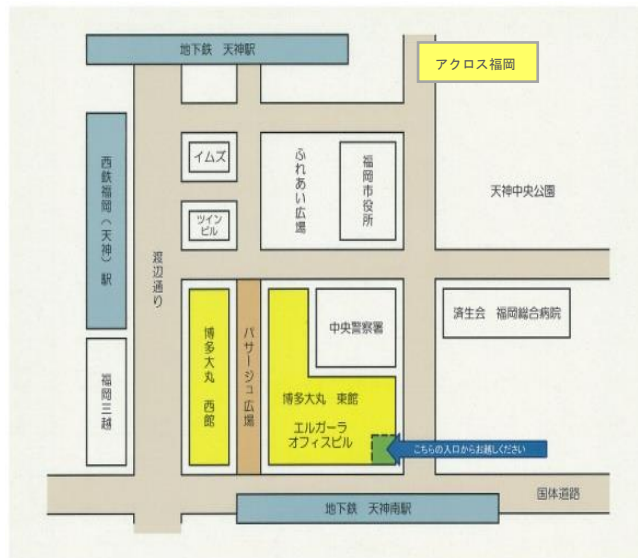 地下鉄 天神駅
アクロス福岡
西鉄福岡（天神）駅
イムズ
ふれあい広場
福岡市役所
天神中央公園
ツイン
ビル
渡辺通り
博多大丸 西館
パサージュ広場
中央警察署
済生会 福岡総合病院
福岡三越
博多大丸 東館
エルガーラ
オフィスビル
こちらの入口からお越しください
国体道路
地下鉄 天神南駅